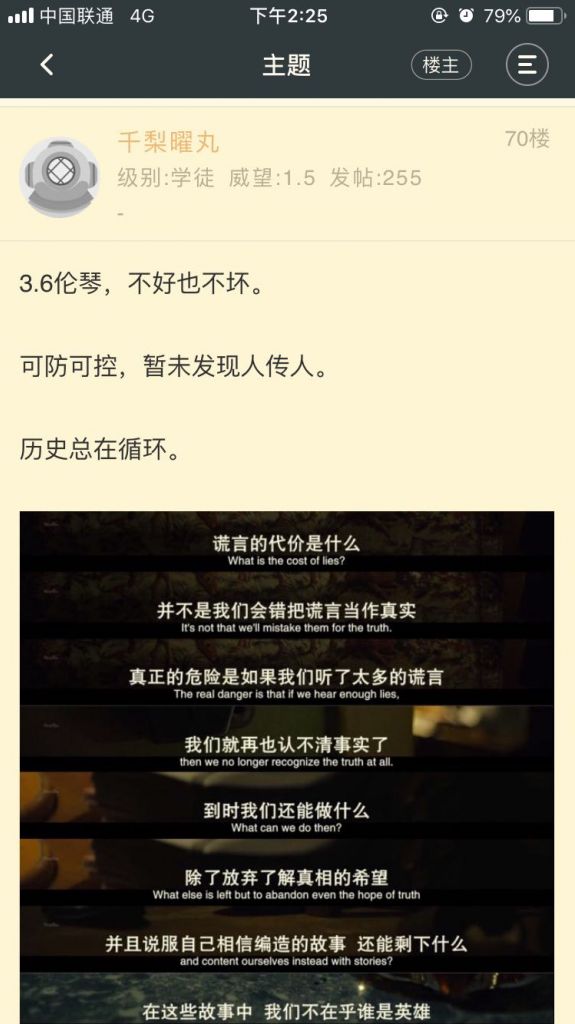 中国联通 4G 下午2:25 79%
主题 楼主
千梨曜丸 70楼
级别:学徒 威望:1.5 发帖:255
-
3.6伦琴，不好也不坏。
可防可控，暂未发现人传人。
历史总在循环。
谎言的代价是什么
What is the cost of lies?
并不是我们会错把谎言当作真实
It's not that we'll mistake them for the truth.
真正的危险是如果我们听了太多的谎言
The real danger is that if we hear enough lies,
我们就再也认不清事实了
then we no longer recognize the truth at all.
到时我们还能做什么
What can we do then?
除了放弃了解真相的希望
What else is left but to abandon even the hope of truth
并且说服自己相信编造的故事 还能剩下什么
and content ourselves instead with stories?
在这些故事中 我们不在乎谁是英雄